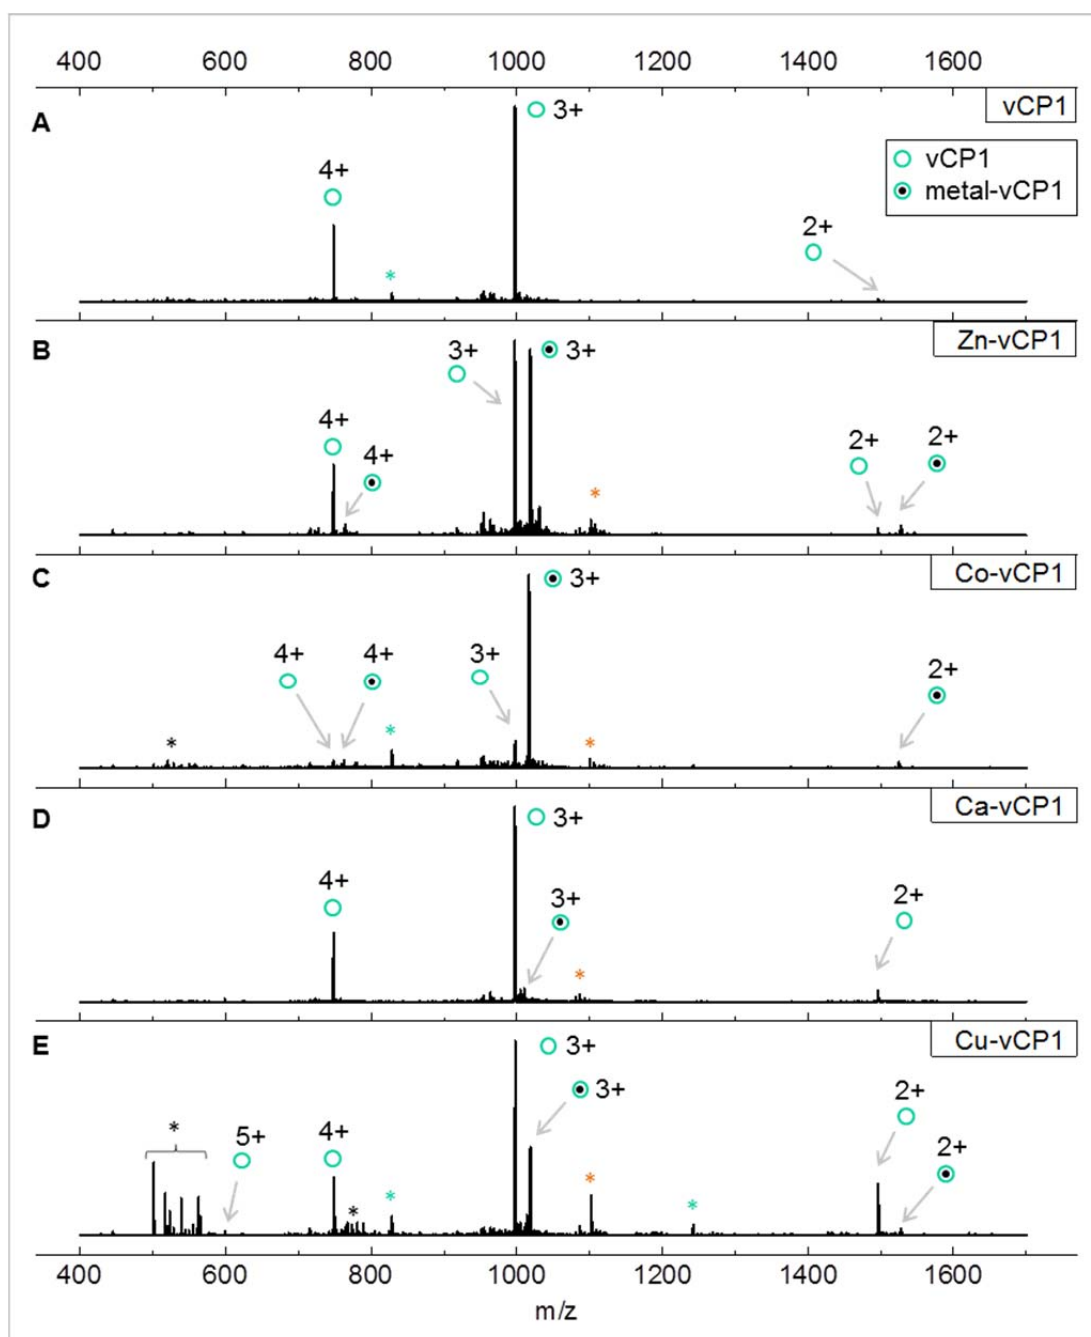 400 600 800 1000 1200 1400 1600
A vCP1
3+
vCP1
metal-vCP1
4+
*
2+
B Zn-vCP1
3+ 3+
4+
4+
2+ 2+
*
C Co-vCP1
3+
4+ 4+ 3+
2+
* * *
D Ca-vCP1
3+
4+
3+
2+
*
E Cu-vCP1
3+
3+
2+
* 5+ 4+
2+
* * * *
400 600 800 1000 1200 1400 1600
m/z